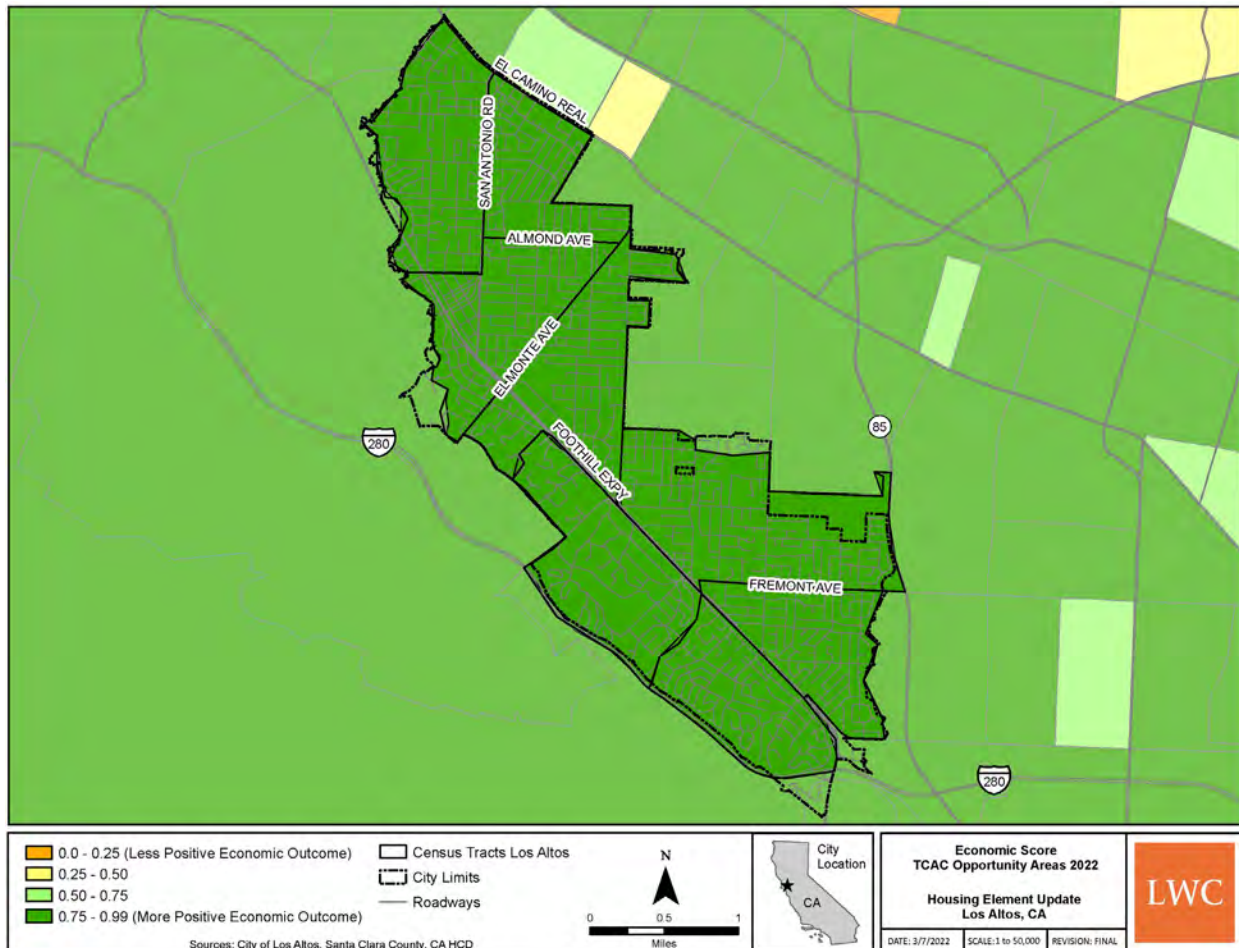 EL CAMINO REAL
SAN ANTONIO RD
ALMOND AVE
EL MONTE AVE
280
FOOTHILL EXPY
85
FREMONT AVE
280
0.0 - 0.25 (Less Positive Economic Outcome)
0.25 - 0.50
0.50 - 0.75
0.75 - 0.99 (More Positive Economic Outcome)
Census Tracts Los Altos
City Limits
Roadways
Sources: City of Los Altos, Santa Clara County, CA HCD
N
0 0.5 1
Miles
City
Location
CA
Economic Score
TCAC Opportunity Areas 2022
Housing Element Update
Los Altos, CA
DATE: 3/7/2022 SCALE:1 to 50,000 REVISION: FINAL
LWC